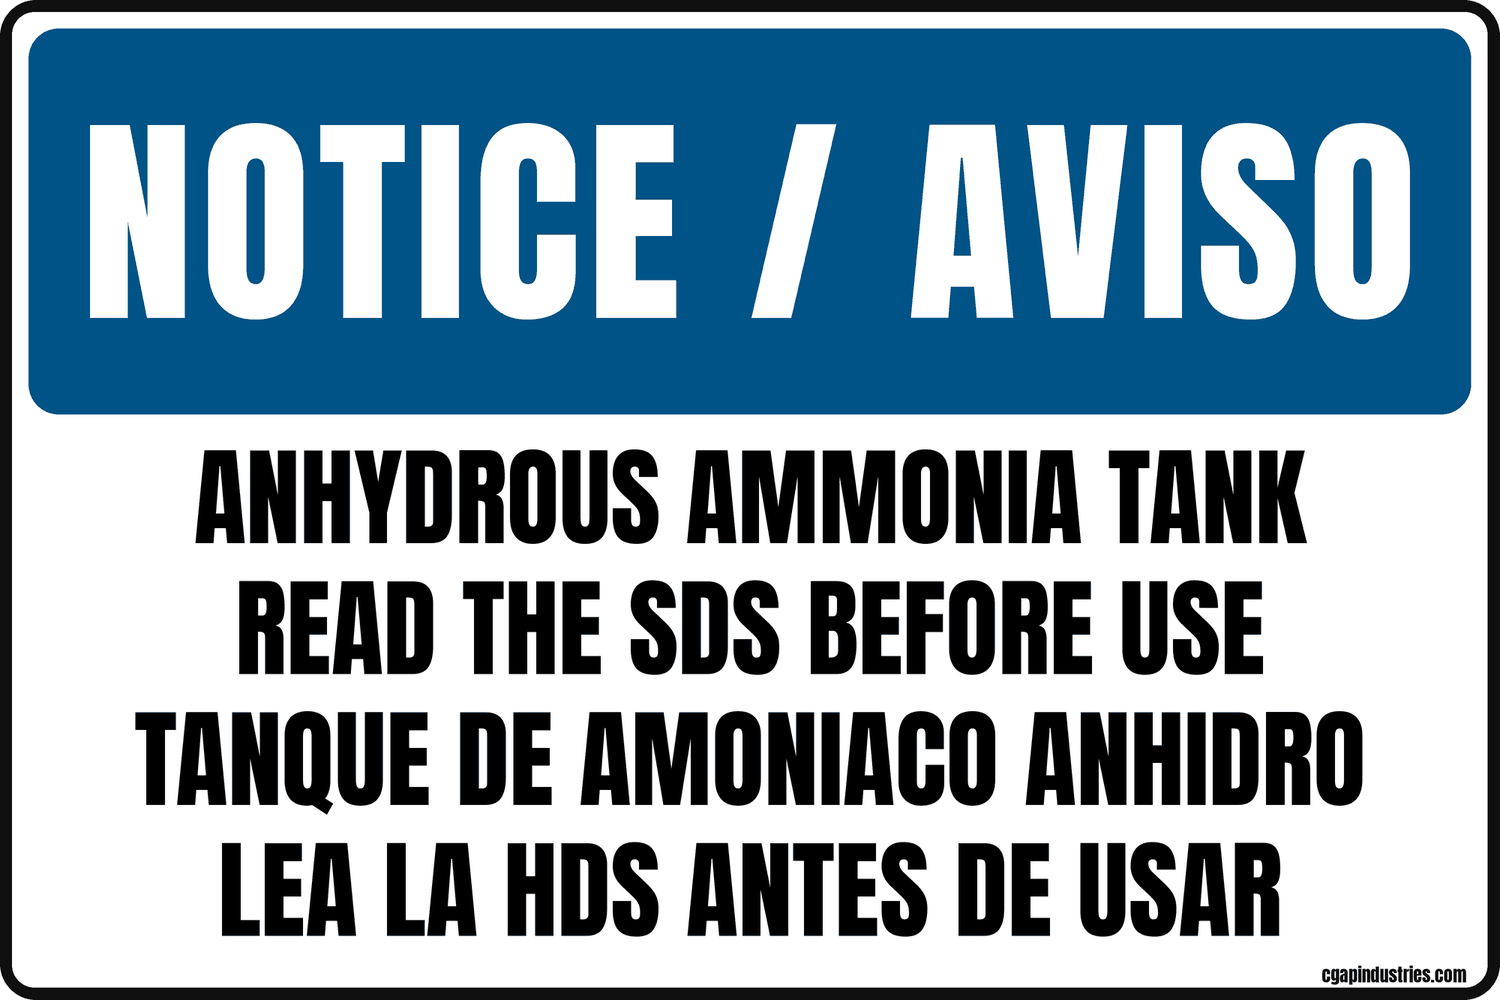 NOTICE / AVISO
ANHYDROUS AMMONIA TANK
READ THE SDS BEFORE USE
TANQUE DE AMONIACO ANHIDRO
LEA LA HDS ANTES DE USAR
cgapindustries.com